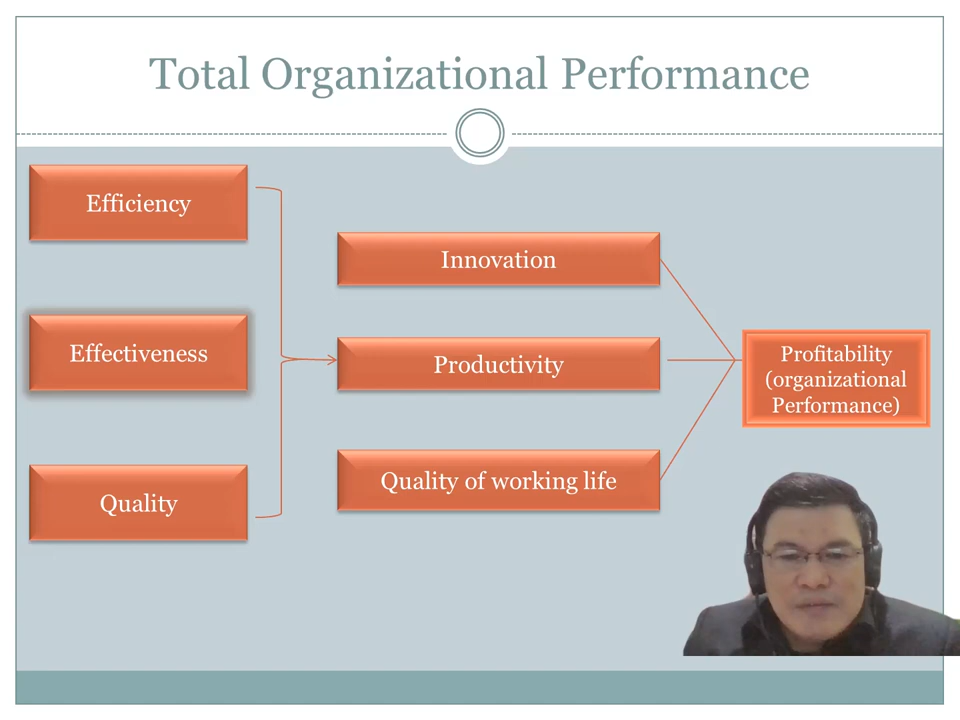 Total Organizational Performance
Efficiency
Effectiveness
Quality
Innovation
Productivity
Quality of working life
Profitability
(organizational
Performance)